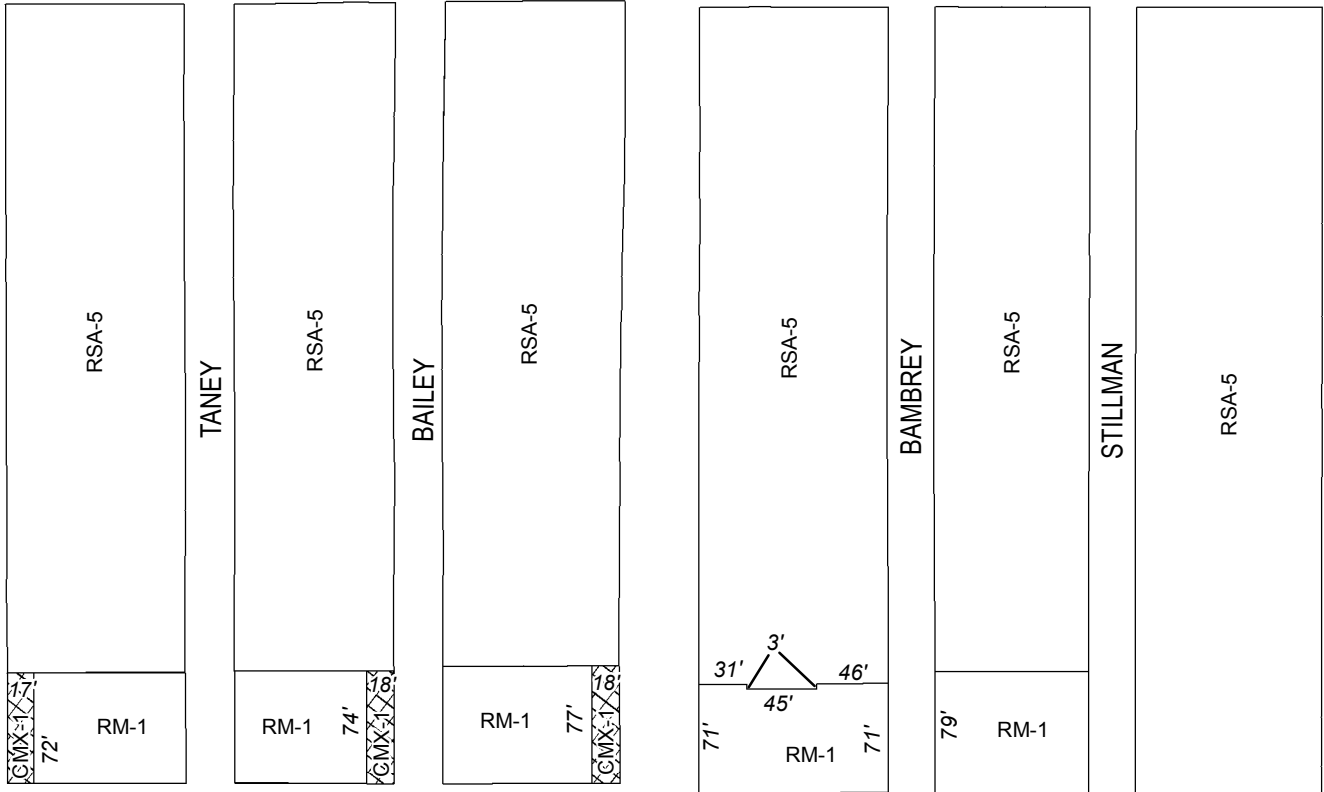 RSA-5
TANEY
RSA-5
BAILEY
RSA-5
RSA-5
BAMBREY
RSA-5
STILLMAN
RSA-5
17'
CMX-1
72'
RM-1
RM-1
74'
18'
CMX-1
RM-1
77'
18'
CMX-1
31'
3'
46'
45'
71'
71'
RM-1
79'
RM-1